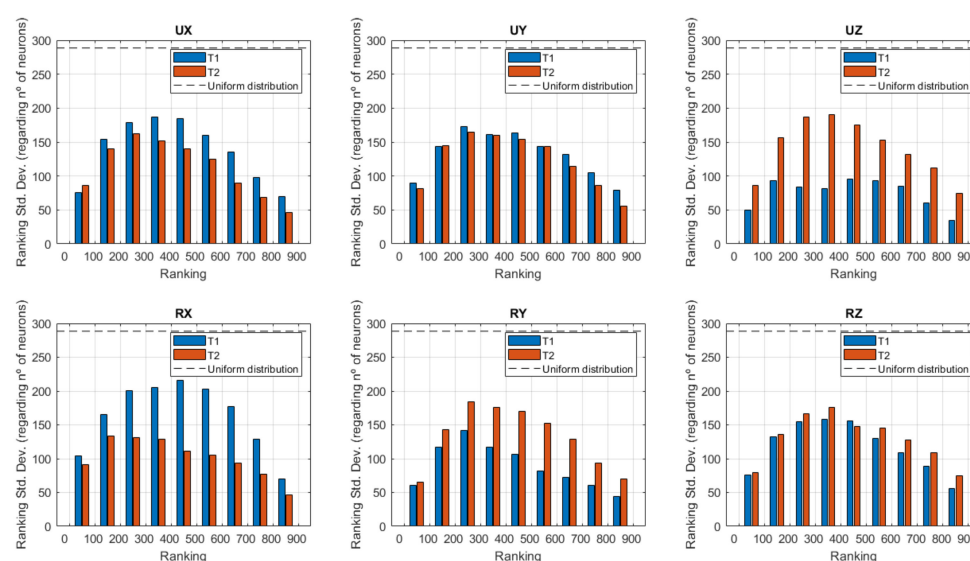 UX
Ranking Std. Dev. (regarding nº of neurons)
300
250
200
150
100
50
0
T1
T2
Uniform distribution
0 100 200 300 400 500 600 700 800 900
Ranking
UY
Ranking Std. Dev. (regarding nº of neurons)
300
250
200
150
100
50
0
T1
T2
Uniform distribution
0 100 200 300 400 500 600 700 800 900
Ranking
UZ
Ranking Std. Dev. (regarding nº of neurons)
300
250
200
150
100
50
0
T1
T2
Uniform distribution
0 100 200 300 400 500 600 700 800 900
Ranking
RX
Ranking Std. Dev. (regarding nº of neurons)
300
250
200
150
100
50
0
T1
T2
Uniform distribution
0 100 200 300 400 500 600 700 800 900
Ranking
RY
Ranking Std. Dev. (regarding nº of neurons)
300
250
200
150
100
50
0
T1
T2
Uniform distribution
0 100 200 300 400 500 600 700 800 900
Ranking
RZ
Ranking Std. Dev. (regarding nº of neurons)
300
250
200
150
100
50
0
T1
T2
Uniform distribution
0 100 200 300 400 500 600 700 800 900
Ranking